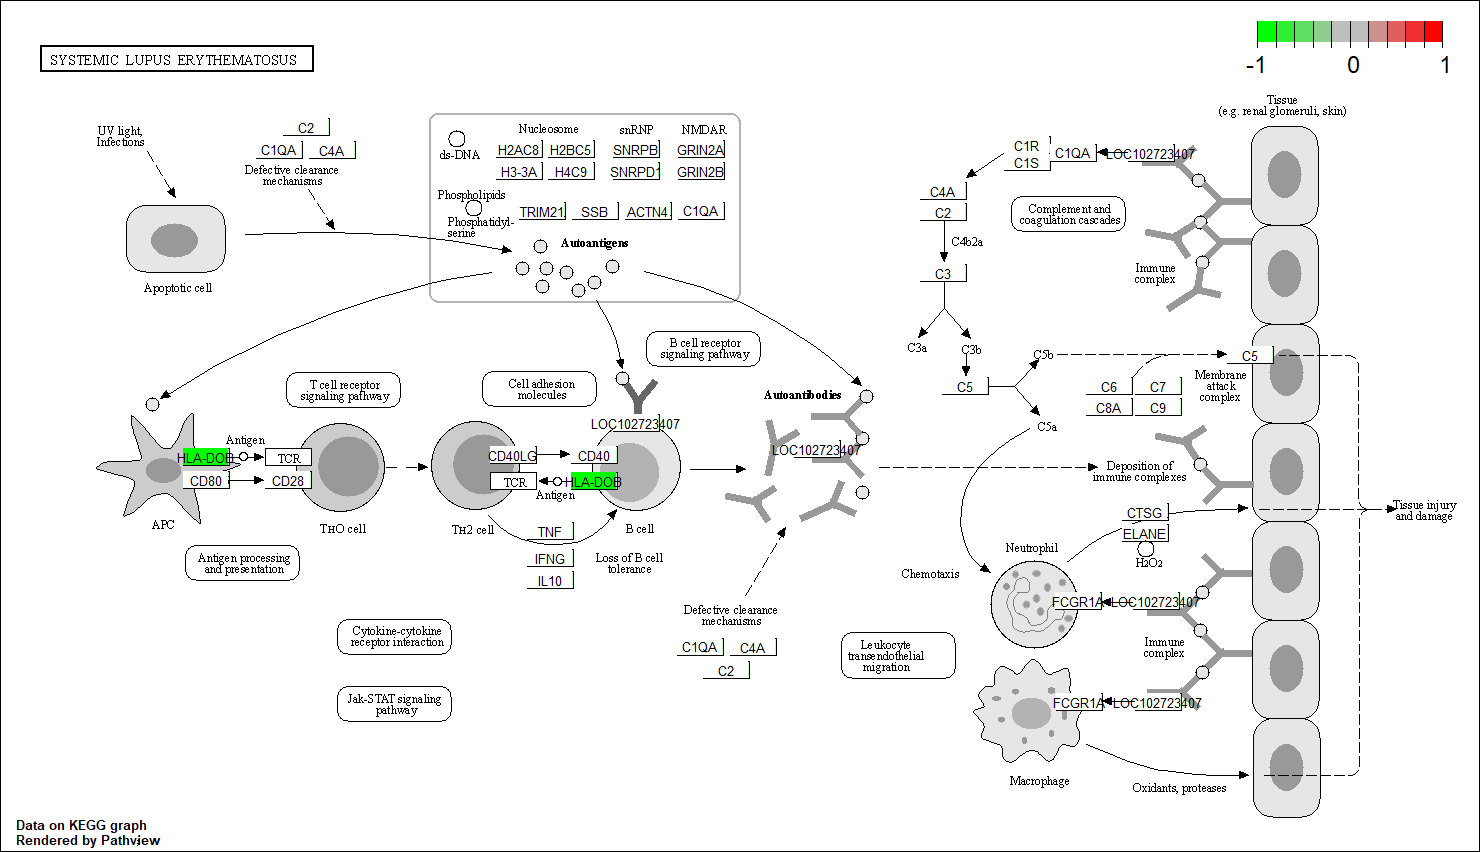 SYSTEMIC LUPUS ERYTHEMATOSUS
-1 0 1
Tissue
(e.g. renal glomeruli, skin)
UV light,
Infections
C2
C1QA C4A
Defective clearance
mechanisms
Apoptotic cell
ds-DNA
Nucleosome snRNP NMDAR
H2AC8 H2BC5 SNRPB GRIN2A
H3-3A H4C9 SNRPD1 GRIN2B
Phospholipids
Phosphatidyl-
serine
TRIM21 SSB ACTN4 C1QA
Autoantigens
C1R
C1S
C1QA LOC102723407
C4A
C2
Complement and
coagulation cascades
C4b2a
C3
Immune
complex
C3a C3b
C5
C5b
C5a
C5
Membrane
attack
complex
C6 C7
C8A C9
B cell receptor
signaling pathway
T cell receptor
signaling pathway
Cell adhesion
molecules
Autoantibodies
LOC102723407
LOC102723407
Antigen
HLA-DOB TCR
CD80 CD28
APC
TH0 cell
CD40LG CD40
TCR HLA-DOB
Antigen
TH2 cell
B cell
TNF
IFNG
IL10
Loss of B cell
tolerance
Antigen processing
and presentation
Deposition of
immune complexes
Tissue injury
and damage
CTSG
ELANE
H2O2
Neutrophil
Chemotaxis
FCGR1A LOC102723407
Immune
complex
FCGR1A LOC102723407
Defective clearance
mechanisms
C1QA C4A
C2
Cytokine-cytokine
receptor interaction
Leukocyte
transendothelial
migration
Jak-STAT signaling
pathway
Macrophage
Oxidants, proteases
Data on KEGG graph
Rendered by Pathview